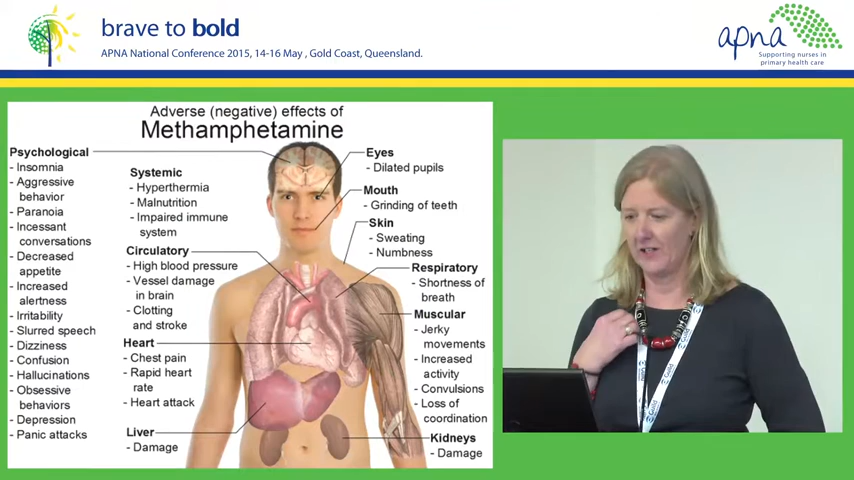 brave to bold
APNA National Conference 2015, 14-16 May , Gold Coast, Queensland.
apna
Supporting nurses in
primary health care
Adverse (negative) effects of
Methamphetamine
Psychological
- Insomnia
- Aggressive
behavior
- Paranoia
- Incessant
conversations
- Decreased
appetite
- Increased
alertness
- Irritability
- Slurred speech
- Dizziness
- Confusion
- Hallucinations
- Obsessive
behaviors
- Depression
- Panic attacks
Systemic
- Hyperthermia
- Malnutrition
- Impaired immune
system
Circulatory
- High blood pressure
- Vessel damage
in brain
- Clotting
and stroke
Heart
- Chest pain
- Rapid heart
rate
- Heart attack
Liver
- Damage
Eyes
- Dilated pupils
Mouth
- Grinding of teeth
Skin
- Sweating
- Numbness
Respiratory
- Shortness of
breath
Muscular
- Jerky
movements
- Increased
activity
- Convulsions
- Loss of
coordination
Kidneys
- Damage